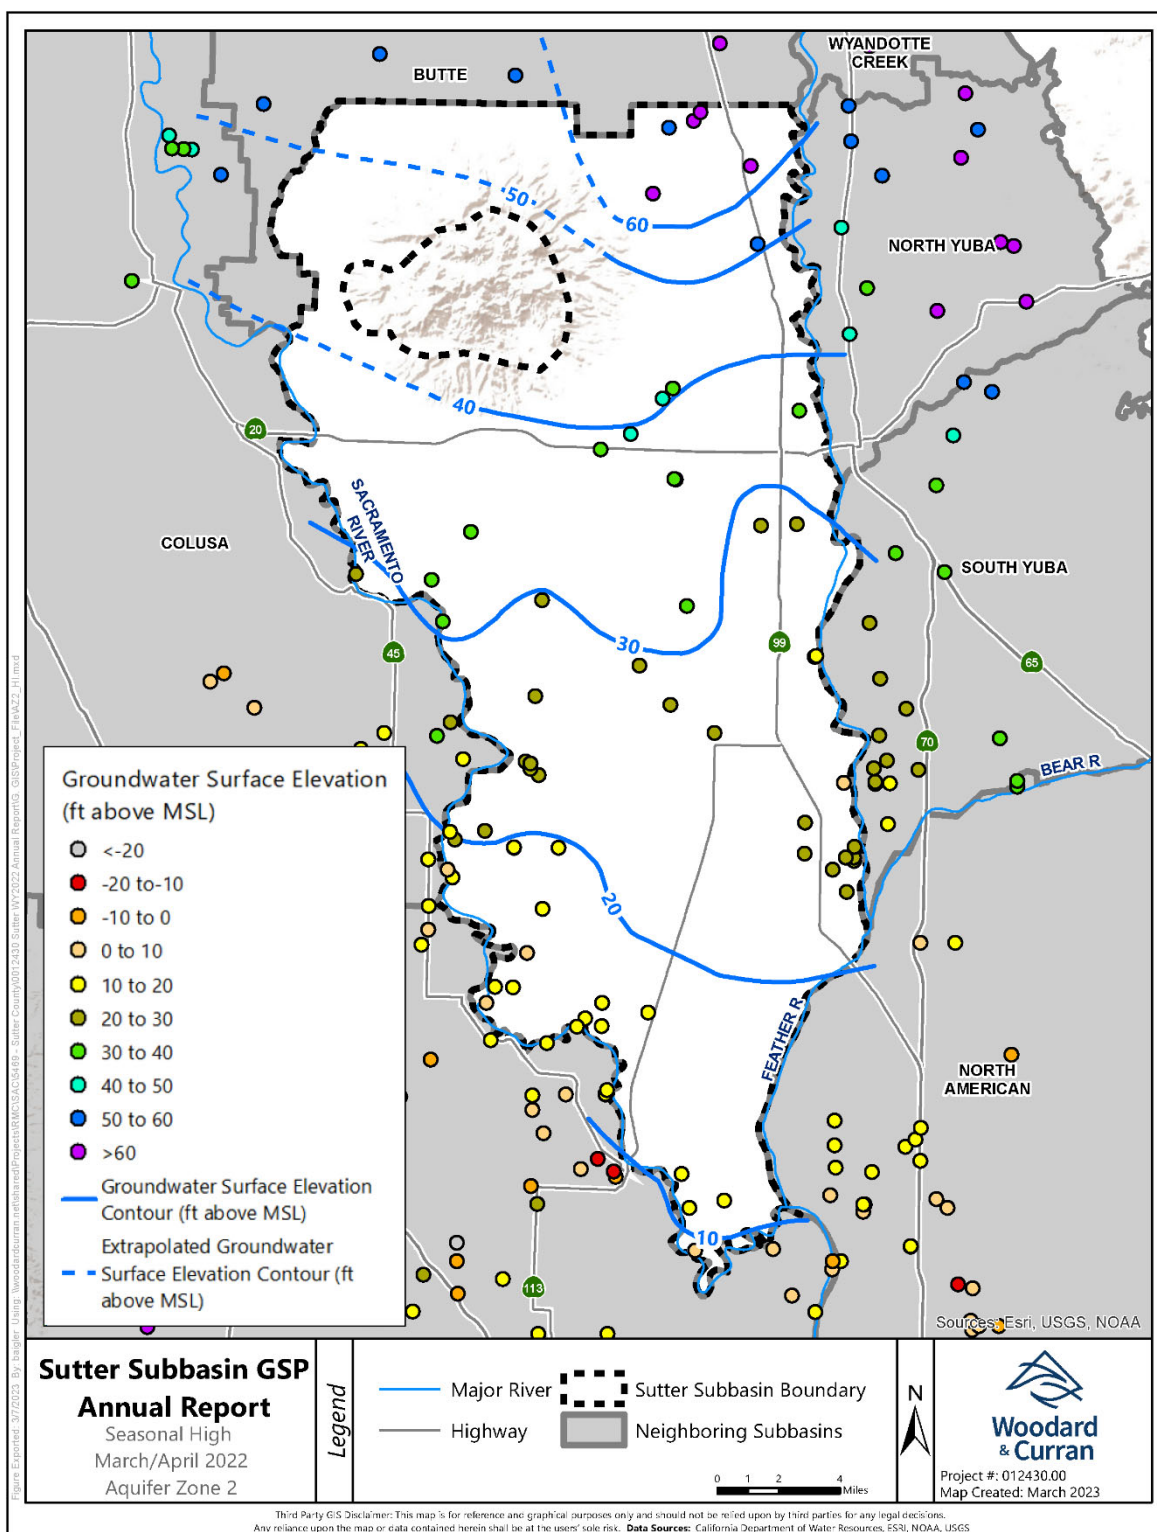 WYANDOTTE
CREEK
BUTTE
50
60
NORTH YUBA
40
20
SACRAMENTO
RIVER
COLUSA
SOUTH YUBA
30
99
45
65
70
BEAR R
Groundwater Surface Elevation
(ft above MSL)
<-20
-20 to-10
-10 to 0
0 to 10
10 to 20
20 to 30
30 to 40
40 to 50
50 to 60
>60
Groundwater Surface Elevation
Contour (ft above MSL)
Extrapolated Groundwater
Surface Elevation Contour (ft
above MSL)
20
FEATHER R
NORTH
AMERICAN
10
113
Sources: Esri, USGS, NOAA
Sutter Subbasin GSP
Annual Report
Seasonal High
March/April 2022
Aquifer Zone 2
Legend
Major River
Highway
Sutter Subbasin Boundary
Neighboring Subbasins
N
0 1 2 4
Miles
Woodard
& Curran
Project #: 012430.00
Map Created: March 2023
Third Party GIS Disclaimer: This map is for reference and graphical purposes only and should not be relied upon by third parties for any legal decisions.
Any reliance upon the map or data contained herein shall be at the users' sole risk. Data Sources: California Department of Water Resources, ESRI, NOAA, USGS
Figure Exported: 3/7/2023 By: baigler Using: